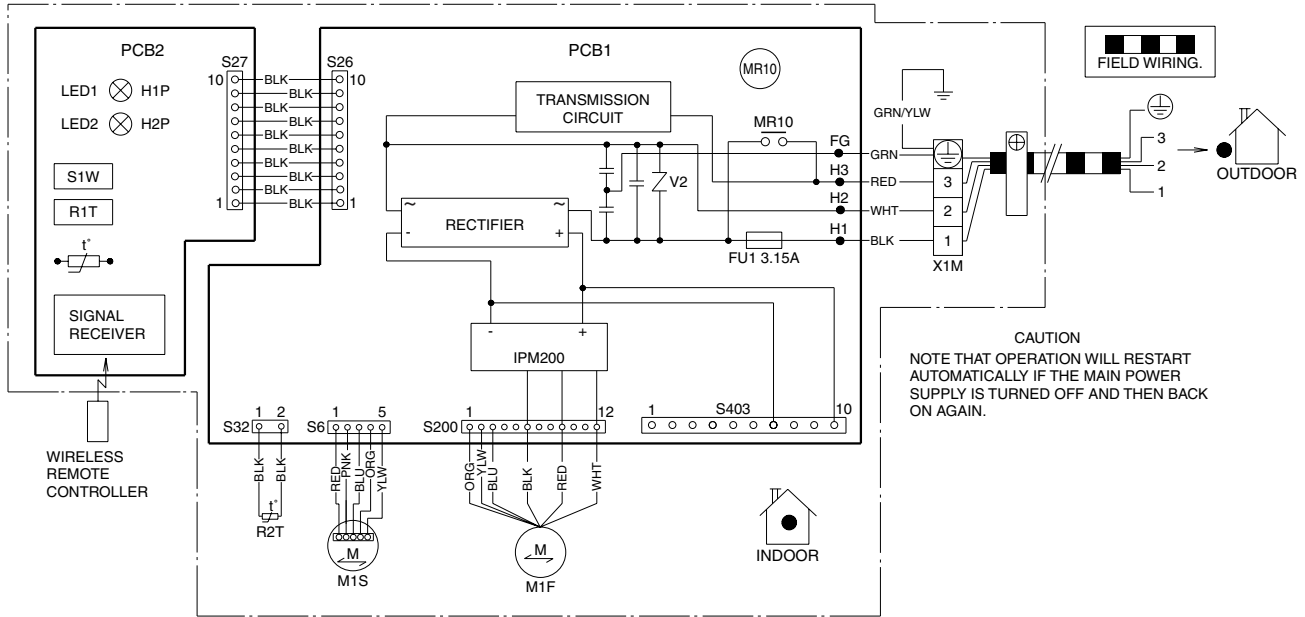 PCB2
LED1 H1P
LED2 H2P
S1W
R1T
t°
SIGNAL
RECEIVER
WIRELESS
REMOTE
CONTROLLER
S27
10
1
S26
10
1
BLK
BLK
BLK
BLK
BLK
BLK
BLK
BLK
BLK
BLK
PCB1
MR10
TRANSMISSION
CIRCUIT
MR10
V2
RECTIFIER
~ ~
- +
FU1 3.15A
FG
H3
H2
H1
GRN/YLW
GRN
RED
WHT
BLK
3
2
1
X1M
FIELD WIRING.
3
2
1
OUTDOOR
- +
IPM200
S32
1 2
BLK
BLK
t°
R2T
S6
1 5
RED
PNK
BLU
ORG
YLW
M
M1S
S200
1 12
ORG
YLW
BLU
BLK
RED
WHT
M
M1F
1 S403 10
INDOOR
CAUTION
NOTE THAT OPERATION WILL RESTART
AUTOMATICALLY IF THE MAIN POWER
SUPPLY IS TURNED OFF AND THEN BACK
ON AGAIN.